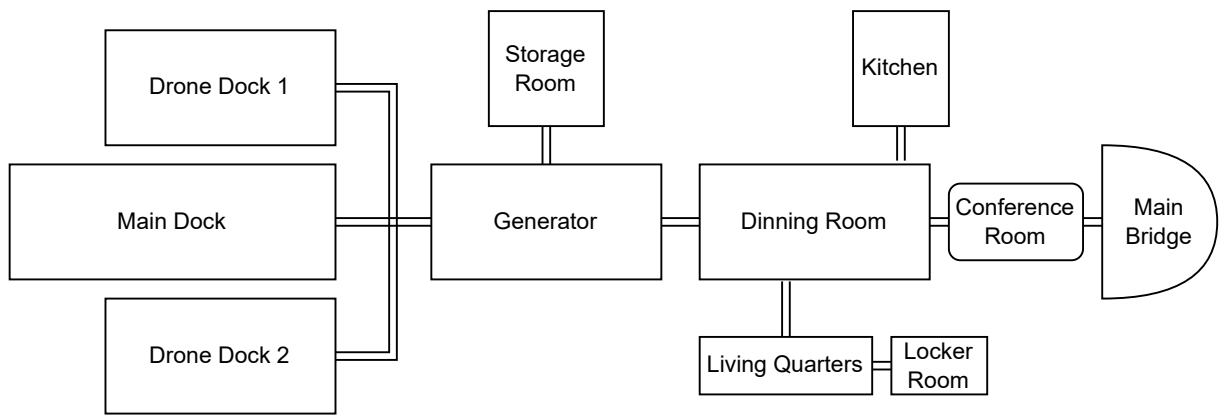 Drone Dock 1
Storage
Room
Kitchen
Main Dock
Generator
Dinning Room
Conference
Room
Main
Bridge
Drone Dock 2
Living Quarters
Locker
Room